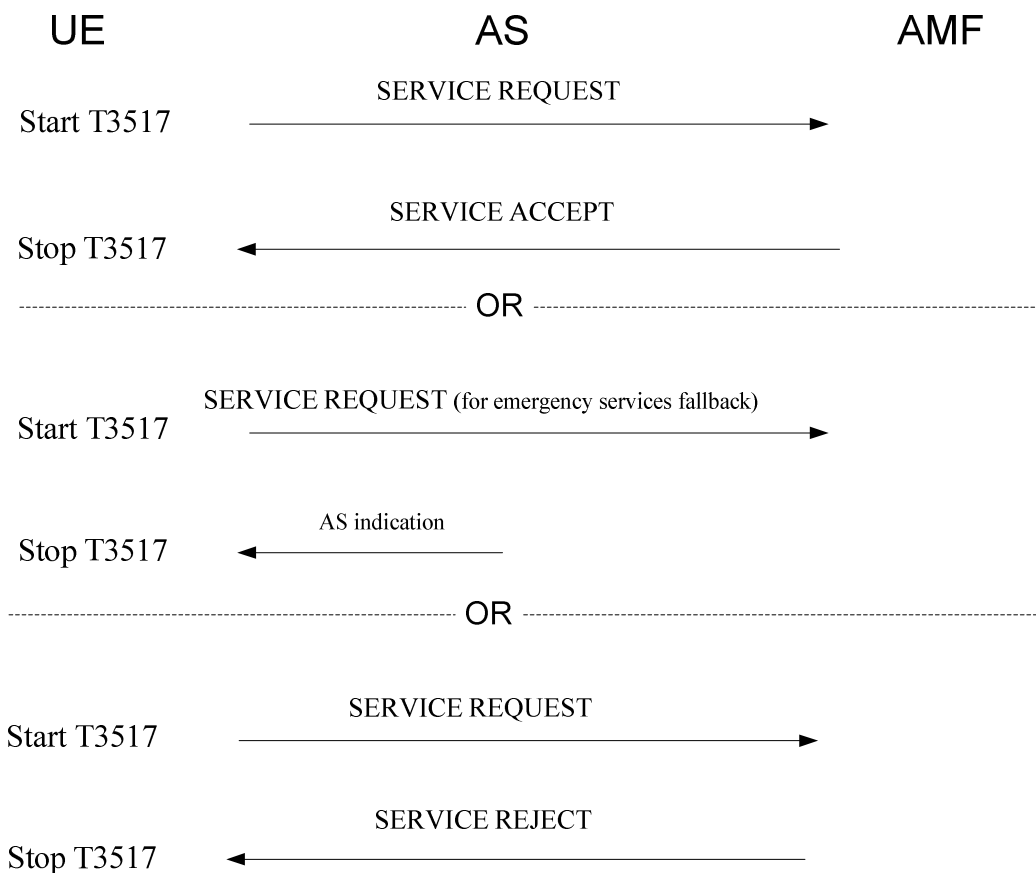 UE AS AMF
SERVICE REQUEST
Start T3517
SERVICE ACCEPT
Stop T3517
OR
SERVICE REQUEST (for emergency services fallback)
Start T3517
AS indication
Stop T3517
OR
SERVICE REQUEST
Start T3517
SERVICE REJECT
Stop T3517